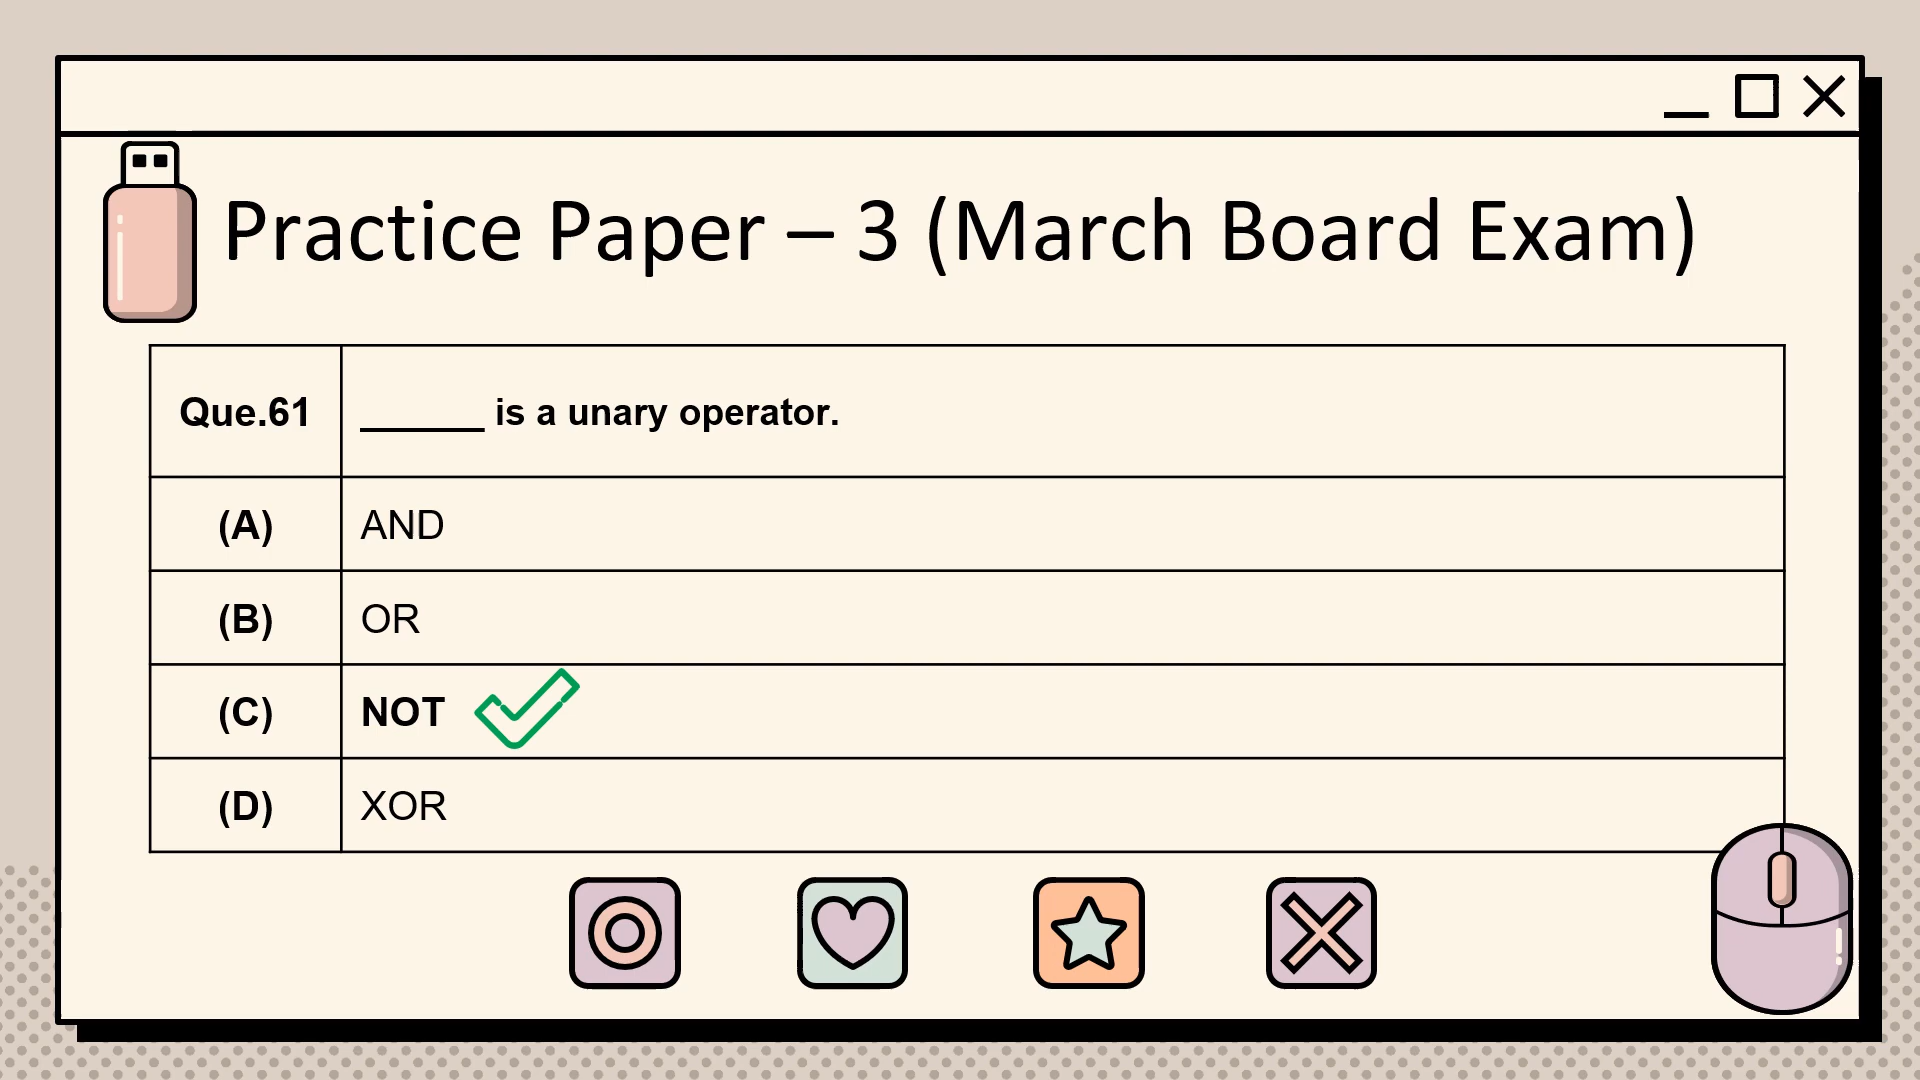 Practice Paper – 3 (March Board Exam)
Que.61 ______ is a unary operator.
(A) AND
(B) OR
(C) NOT
(D) XOR